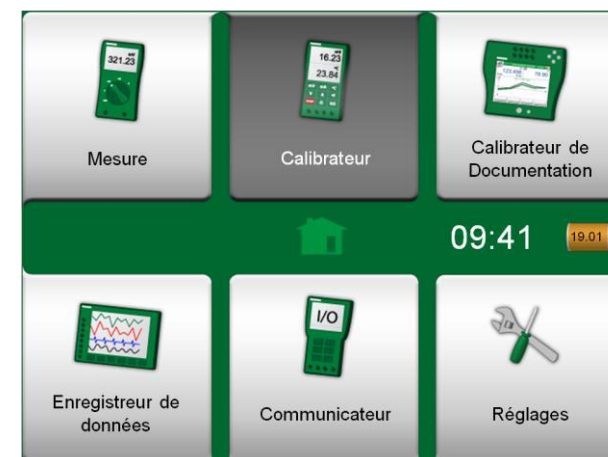 321.23
Mesure
16.23
23.84
Calibrateur
Calibrateur de
Documentation
09:41
19.01
I/O
Enregistreur de
données
Communicateur
Réglages